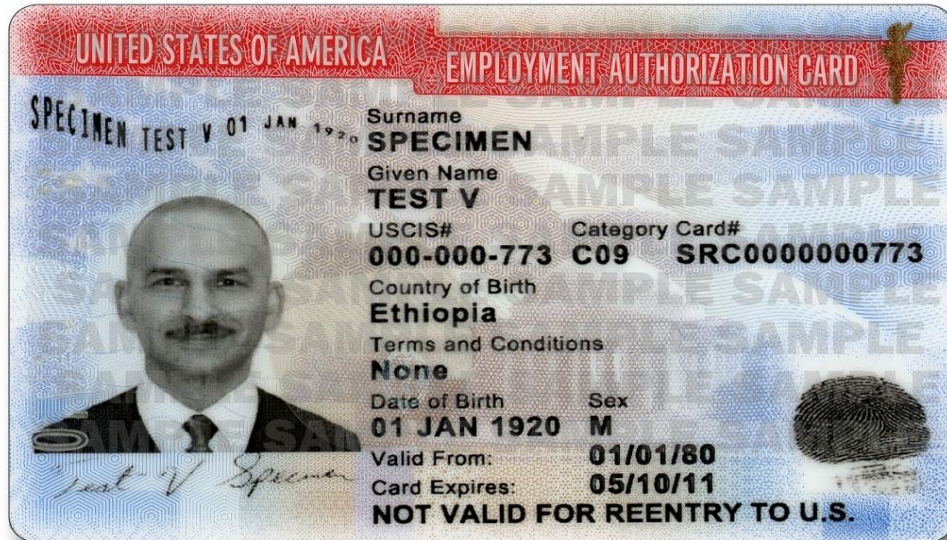 UNITED STATES OF AMERICA
EMPLOYMENT AUTHORIZATION CARD
SPECIMEN TEST V 01 JAN 1920
Surname
SPECIMEN
Given Name
TEST V
USCIS# Category Card#
000-000-773 C09 SRC0000000773
Country of Birth
Ethiopia
Terms and Conditions
None
Date of Birth Sex
01 JAN 1920 M
Valid From: 01/01/80
Card Expires: 05/10/11
NOT VALID FOR REENTRY TO U.S.
Test V Specimen
SAMPLE SAMPLE SAMPLE